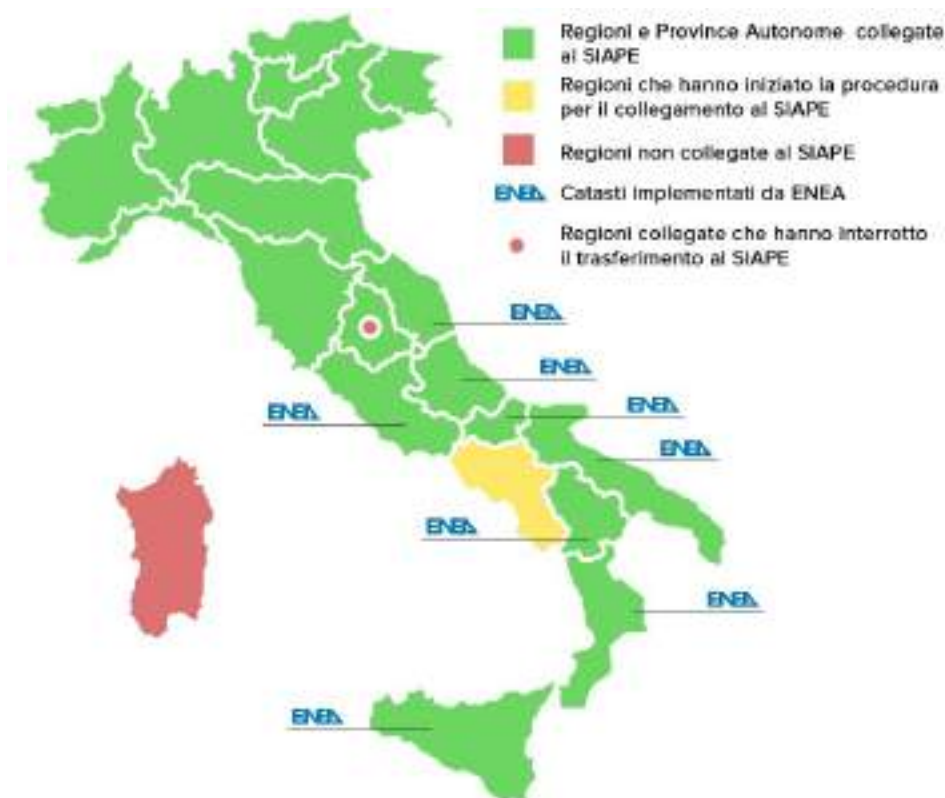 Regioni e Province Autonome collegate
al SIAPE
Regioni che hanno iniziato la procedura
per il collegamento al SIAPE
Regioni non collegate al SIAPE
ENEA Catasti implementati da ENEA
Regioni collegate che hanno interrotto
il trasferimento al SIAPE
ENEA
ENEA
ENEA
ENEA
ENEA
ENEA
ENEA
ENEA